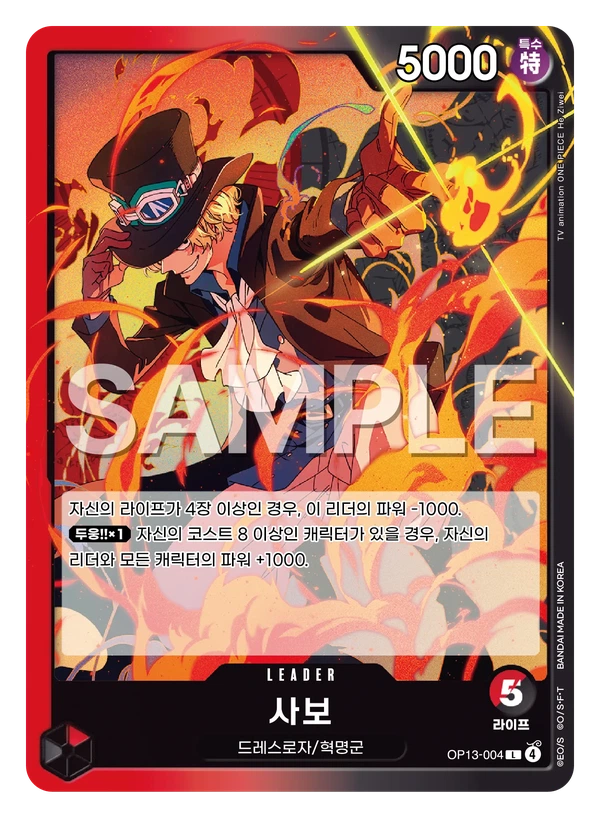 5000
특수
特
TV animation ONE PIECE He Ziwei
SAMPLE
자신의 라이프가 4장 이상인 경우, 이 리더의 파워 -1000.
두웅!!×1 자신의 코스트 8 이상인 캐릭터가 있을 경우, 자신의
리더와 모든 캐릭터의 파워 +1000.
BANDAI MADE IN KOREA
©EO/S ©O/S·F·T
LEADER
5
라이프
사보
드레스로자/혁명군
OP13-004 L 4